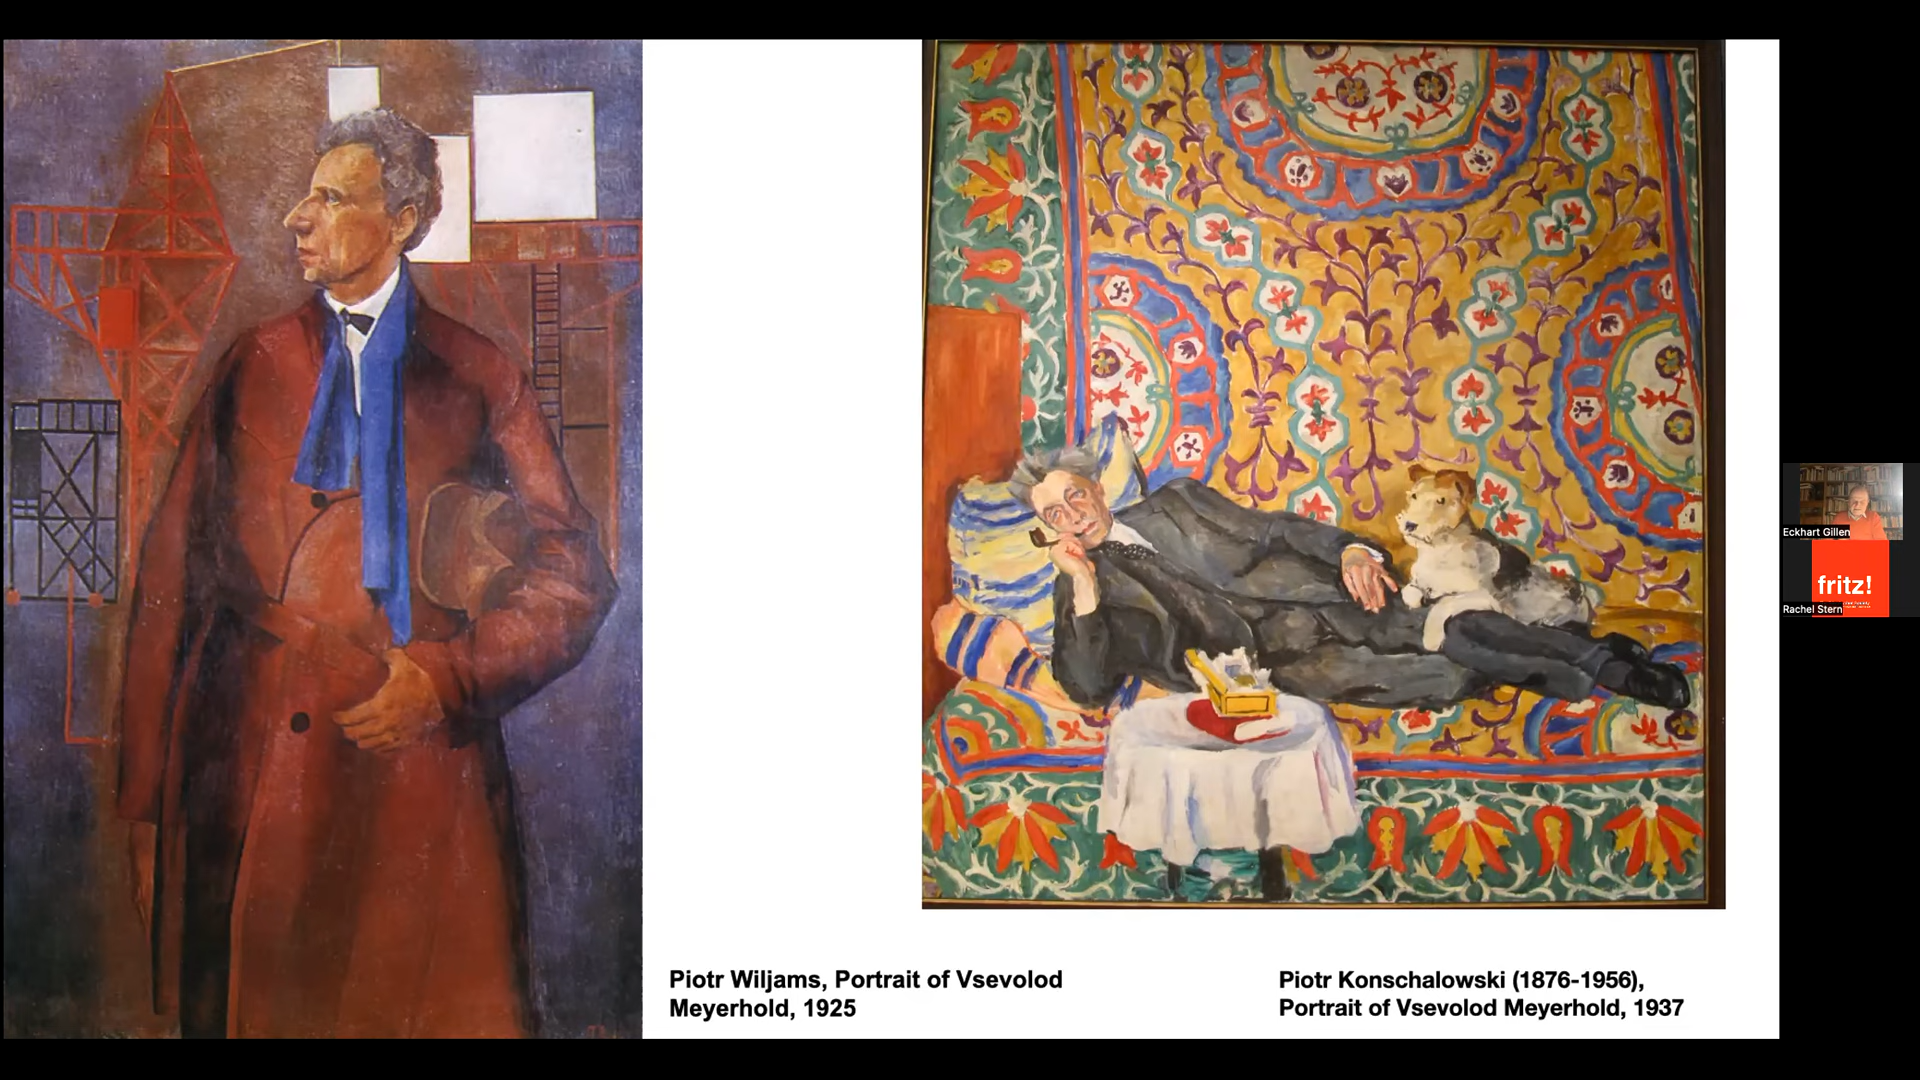 Piotr Wiljams, Portrait of Vsevolod
Meyerhold, 1925
Piotr Konschalowski (1876-1956),
Portrait of Vsevolod Meyerhold, 1937
Eckhart Gillen
fritz!
Rachel Stern